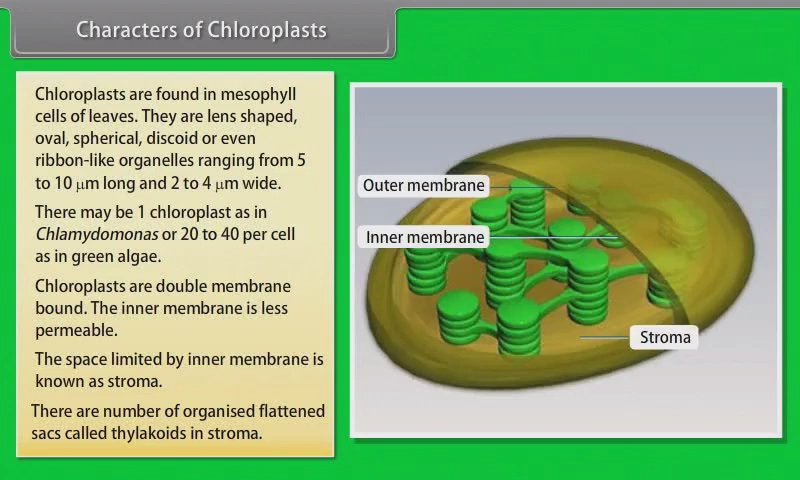 Characters of Chloroplasts
Chloroplasts are found in mesophyll
cells of leaves. They are lens shaped,
oval, spherical, discoid or even
ribbon-like organelles ranging from 5
to 10 μm long and 2 to 4 μm wide.
There may be 1 chloroplast as in
Chlamydomonas or 20 to 40 per cell
as in green algae.
Chloroplasts are double membrane
bound. The inner membrane is less
permeable.
The space limited by inner membrane is
known as stroma.
There are number of organised flattened
sacs called thylakoids in stroma.
Outer membrane
Inner membrane
Stroma